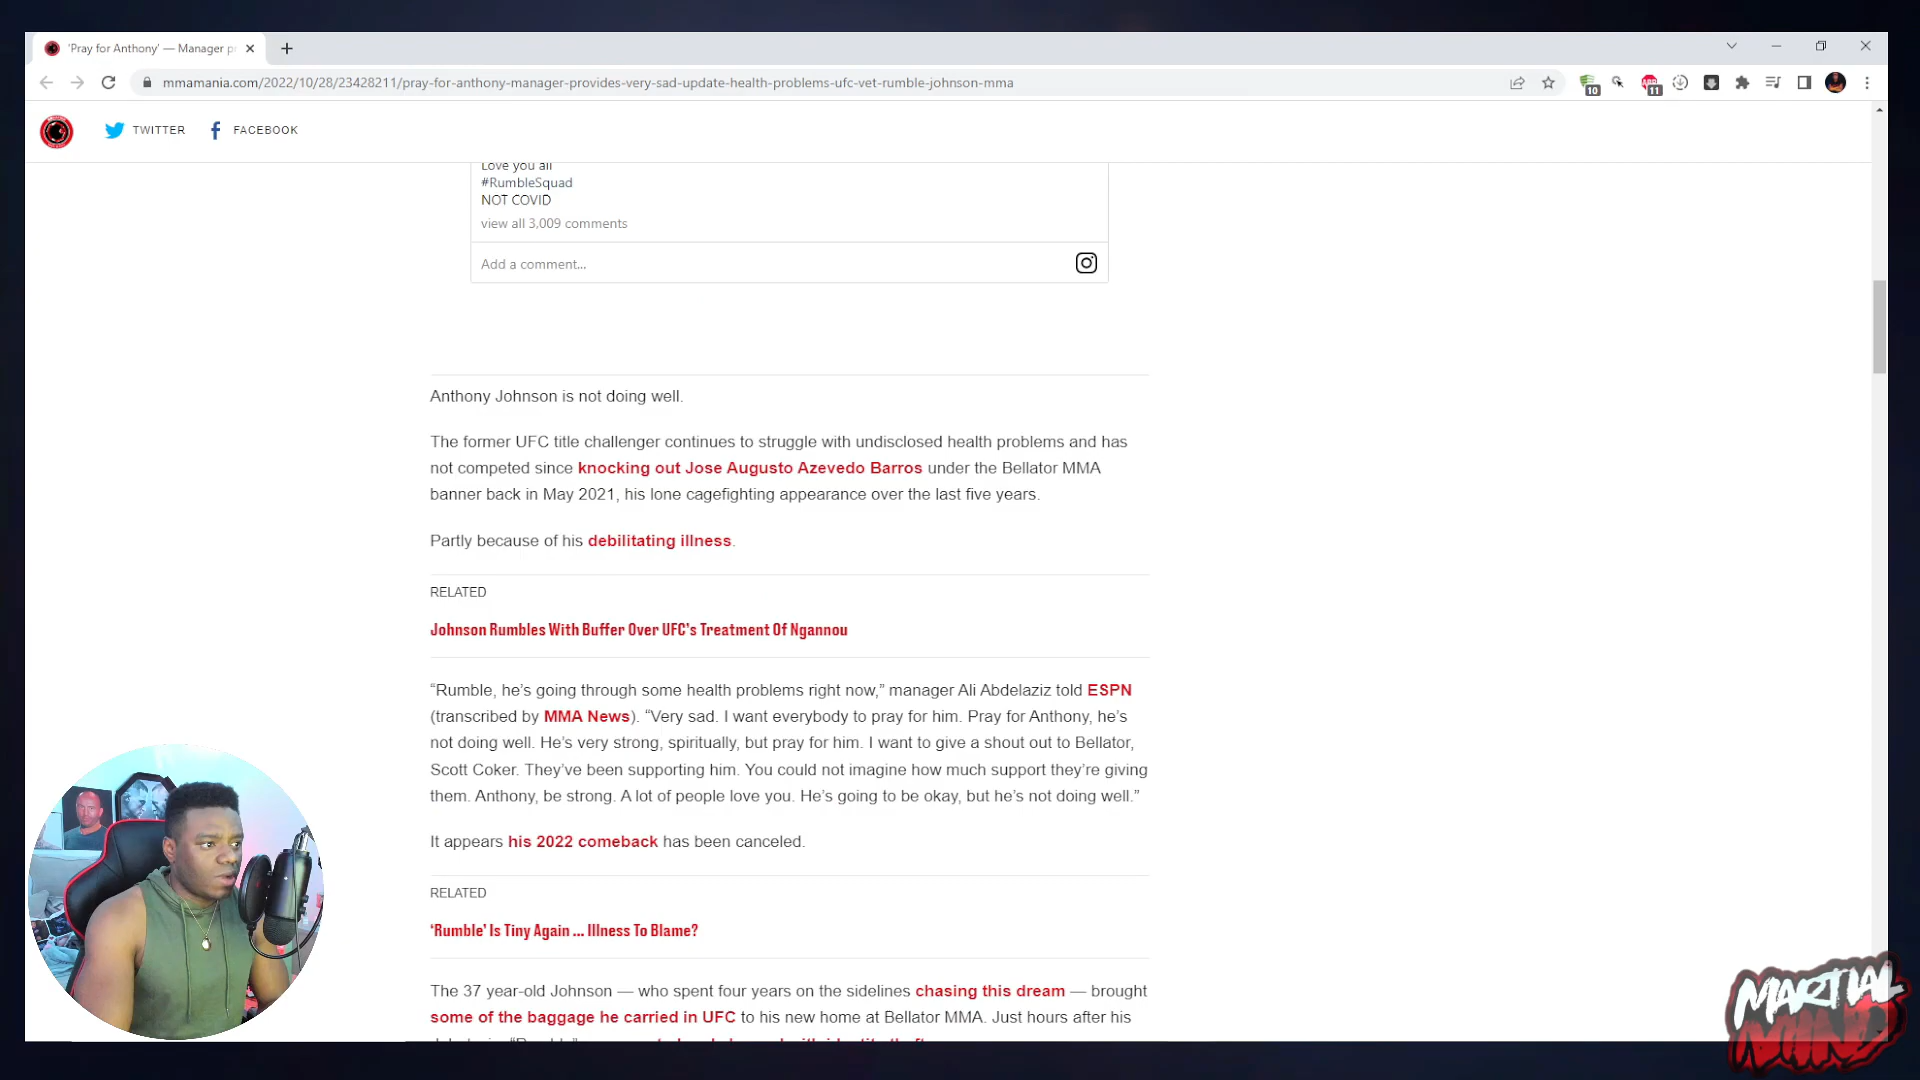 'Pray for Anthony' — Manager p
mmamania.com/2022/10/28/23428211/pray-for-anthony-manager-provides-very-sad-update-health-problems-ufc-vet-rumble-johnson-mma
10
11
TWITTER
FACEBOOK
Love you all
#RumbleSquad
NOT COVID
view all 3,009 comments
Add a comment...
Anthony Johnson is not doing well.
The former UFC title challenger continues to struggle with undisclosed health problems and has
not competed since knocking out Jose Augusto Azevedo Barros under the Bellator MMA
banner back in May 2021, his lone cagefighting appearance over the last five years.
Partly because of his debilitating illness.
RELATED
Johnson Rumbles With Buffer Over UFC's Treatment Of Ngannou
“Rumble, he's going through some health problems right now,” manager Ali Abdelaziz told ESPN
(transcribed by MMA News). “Very sad. I want everybody to pray for him. Pray for Anthony, he's
not doing well. He's very strong, spiritually, but pray for him. I want to give a shout out to Bellator,
Scott Coker. They've been supporting him. You could not imagine how much support they're giving
them. Anthony, be strong. A lot of people love you. He's going to be okay, but he's not doing well.”
It appears his 2022 comeback has been canceled.
RELATED
‘Rumble’ Is Tiny Again ... Illness To Blame?
The 37 year-old Johnson — who spent four years on the sidelines chasing this dream — brought
some of the baggage he carried in UFC to his new home at Bellator MMA. Just hours after his
MARTIAL
MIND